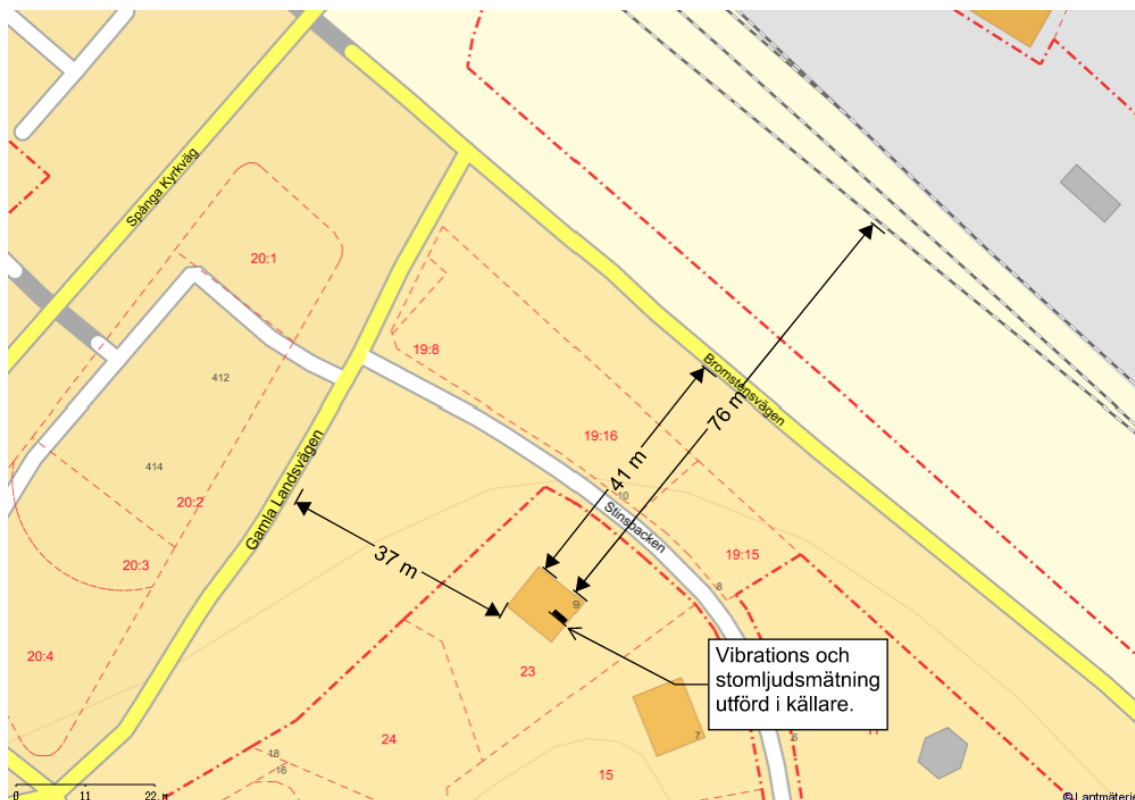 Spånga Kyrkväg
20:1
19:8
412
Bromstensvägen
76 m
41 m
19:16
414
Gamla Landsvägen
20:2
10
Stinsbacken
37 m
20:3
19:15
8
9
Vibrations och
stomljudsmätning
utförd i källare.
20:4
23
24
7
6
11
18
16
15
0 11 22 M
© Lantmäterie